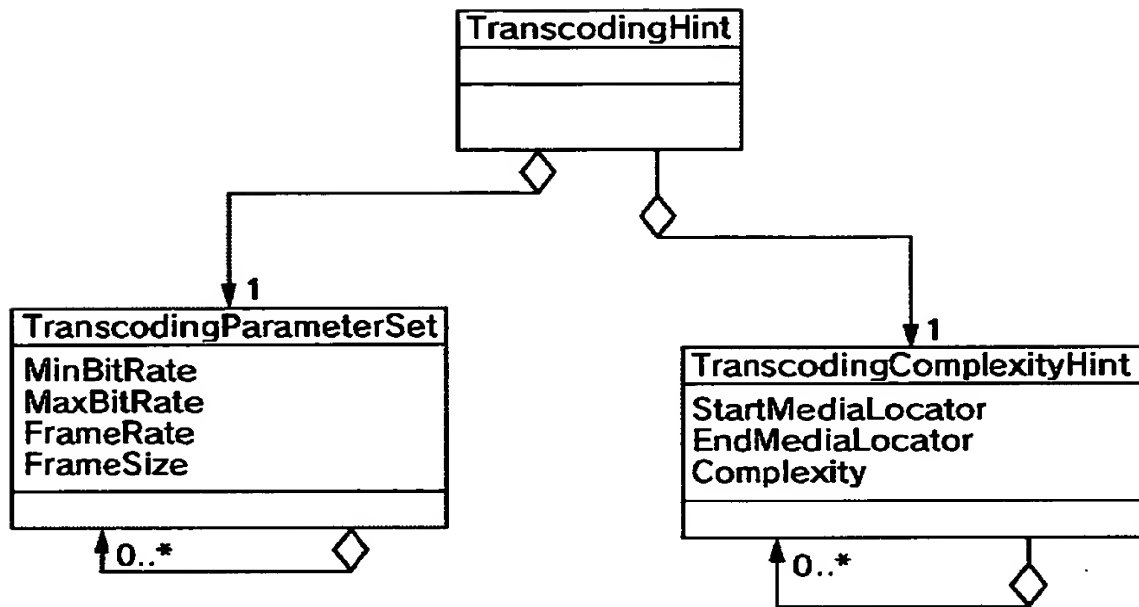 TranscodingHint
1
TranscodingParameterSet
MinBitRate
MaxBitRate
FrameRate
FrameSize
0..*
1
TranscodingComplexityHint
StartMediaLocator
EndMediaLocator
Complexity
0..*